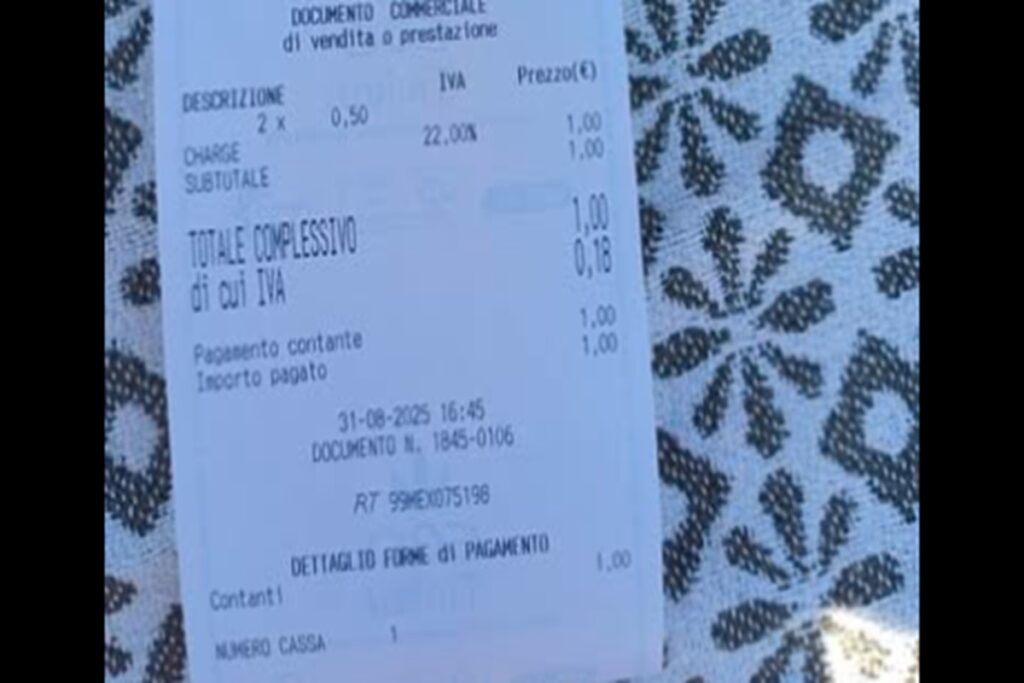 DOCUMENTO COMMERCIALE
di vendita o prestazione
DESCRIZIONE IVA Prezzo(€)
2 x 0,50
CHARGE 22,00% 1,00
SUBTOTALE 1,00
TOTALE COMPLESSIVO 1,00
di cui IVA 0,18
Pagamento contante 1,00
Importo pagato 1,00
31-08-2025 16:45
DOCUMENTO N. 1845-0106
RT 99MEX075198
DETTAGLIO FORME di PAGAMENTO
Contanti 1,00
NUMERO CASSA 1